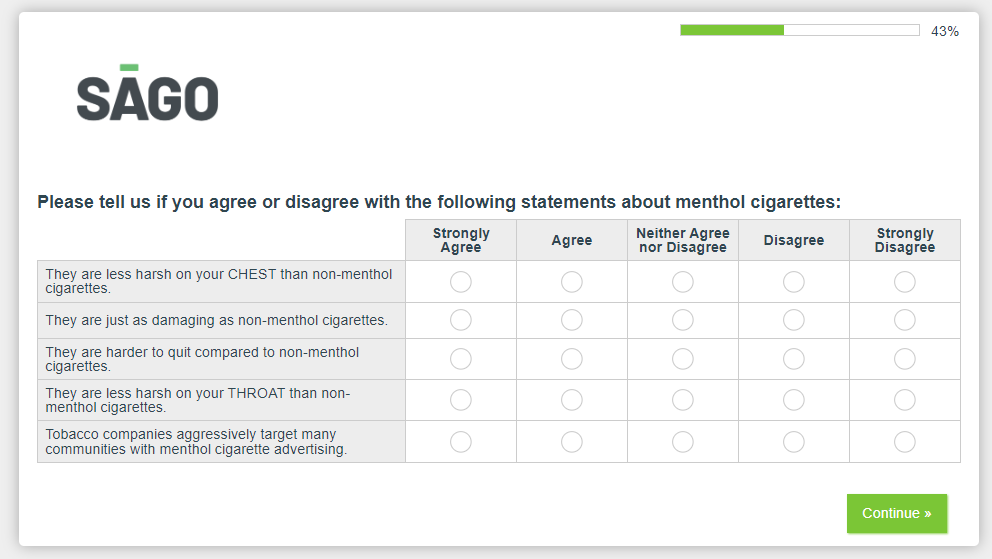 43%
SĀGO
Please tell us if you agree or disagree with the following statements about menthol cigarettes:
Strongly
Agree
Agree
Neither Agree
nor Disagree
Disagree
Strongly
Disagree
They are less harsh on your CHEST than non-menthol
cigarettes.
They are just as damaging as non-menthol cigarettes.
They are harder to quit compared to non-menthol
cigarettes.
They are less harsh on your THROAT than non-
menthol cigarettes.
Tobacco companies aggressively target many
communities with menthol cigarette advertising.
Continue »